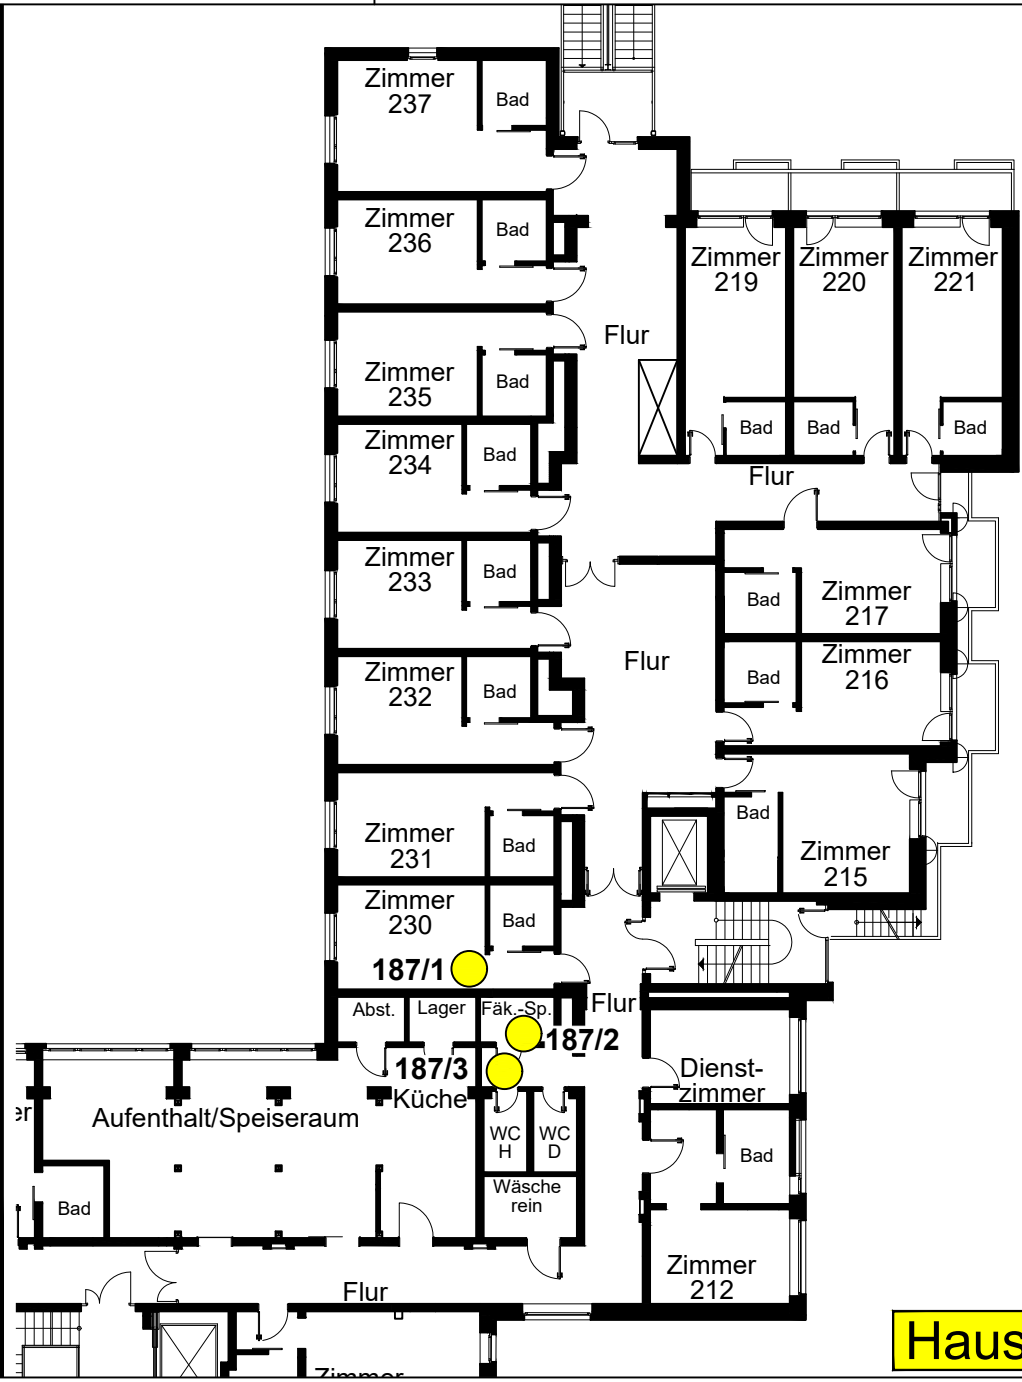 Zimmer
237
Bad
Zimmer
236
Bad
Zimmer
219
Zimmer
220
Zimmer
221
Flur
Zimmer
235
Bad
Bad
Bad
Bad
Zimmer
234
Bad
Flur
Zimmer
233
Bad
Bad
Zimmer
217
Zimmer
232
Bad
Flur
Bad
Zimmer
216
Zimmer
231
Bad
Bad
Zimmer
215
Zimmer
230
Bad
187/1
Abst.
Lager
Fäk.-Sp.
Flur
187/2
187/3
Küche
Dienst-
zimmer
er
Aufenthalt/Speiseraum
WC
H
WC
D
Bad
Wäsche
rein
Bad
Zimmer
212
Flur
Haus
Zimmer